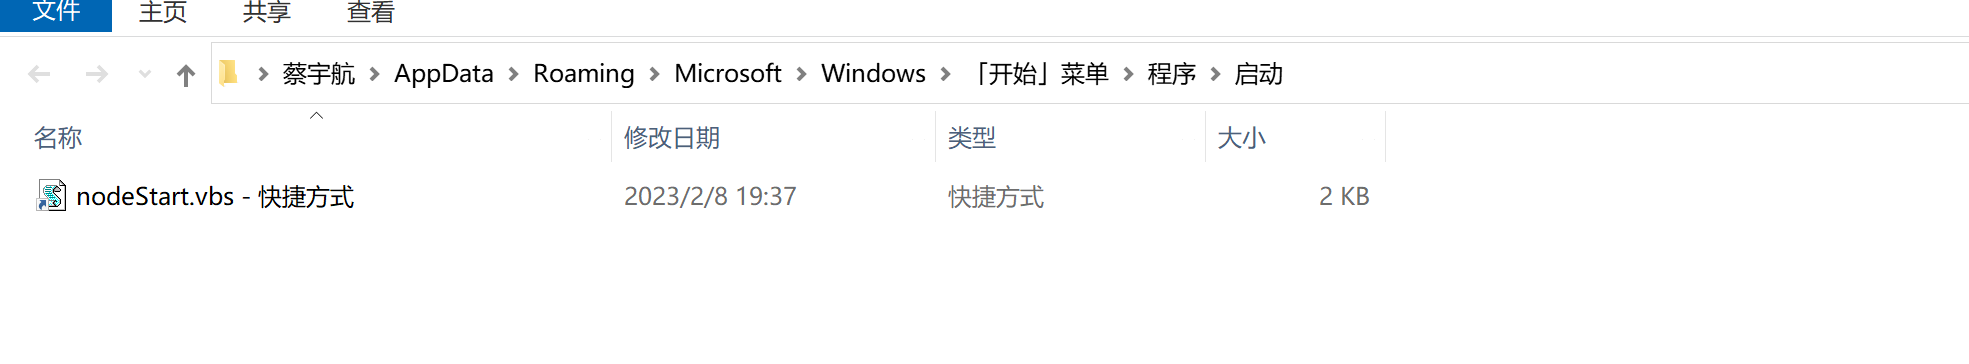 文件 主页 共享 查看
蔡宇航 AppData Roaming Microsoft Windows 「开始」菜单 程序 启动
名称 修改日期 类型 大小
nodeStart.vbs - 快捷方式 2023/2/8 19:37 快捷方式 2 KB